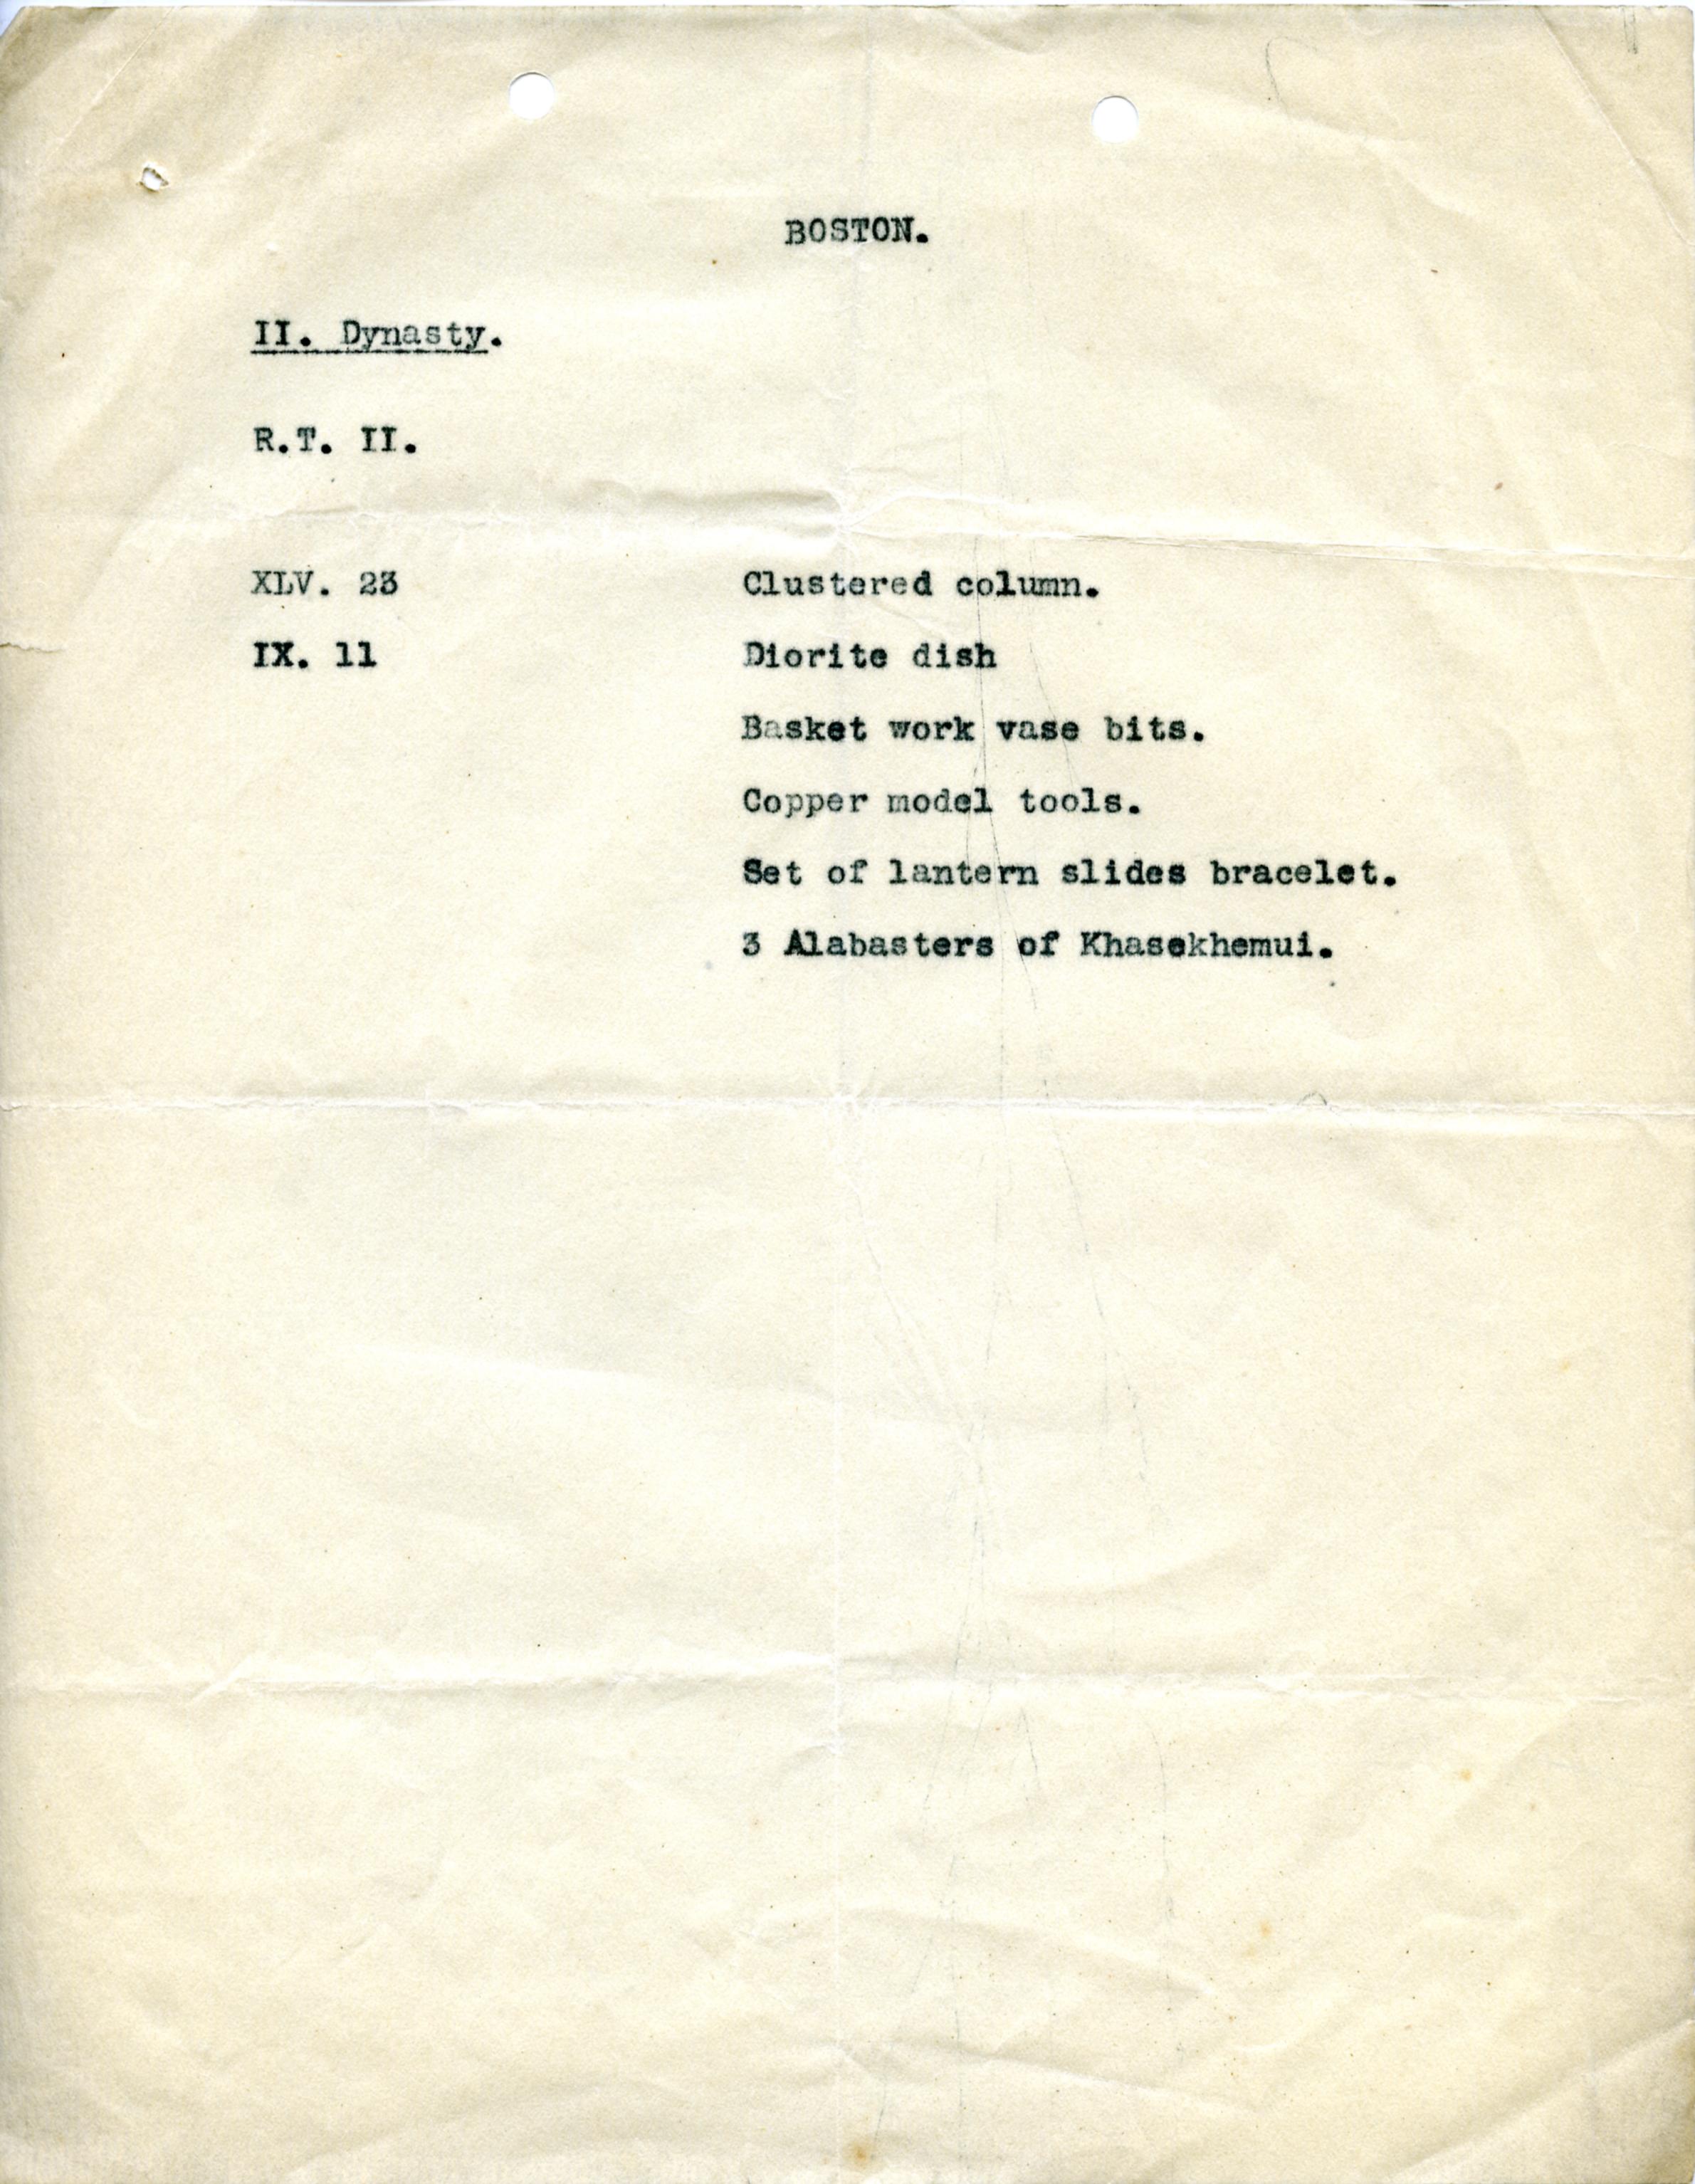 BOSTON.
II. Dynasty.
R.T. II.
XLV. 23 Clustered column.
IX. 11 Diorite dish
Basket work vase bits.
Copper model tools.
Set of lantern slides bracelet.
3 Alabasters of Khasekhemui.